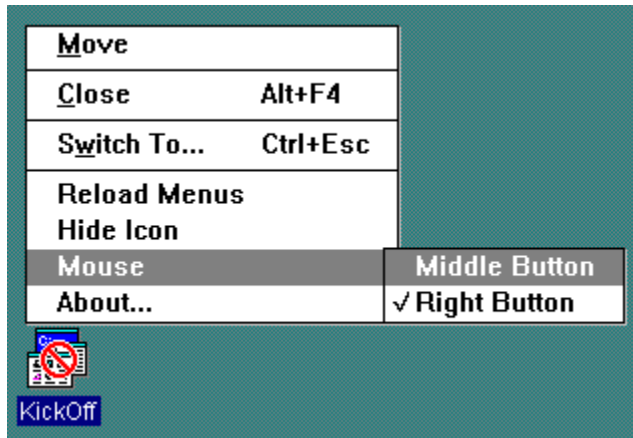 Move
Close Alt+F4
Switch To... Ctrl+Esc
Reload Menus
Hide Icon
Mouse Middle Button
About... ✓ Right Button
KickOff